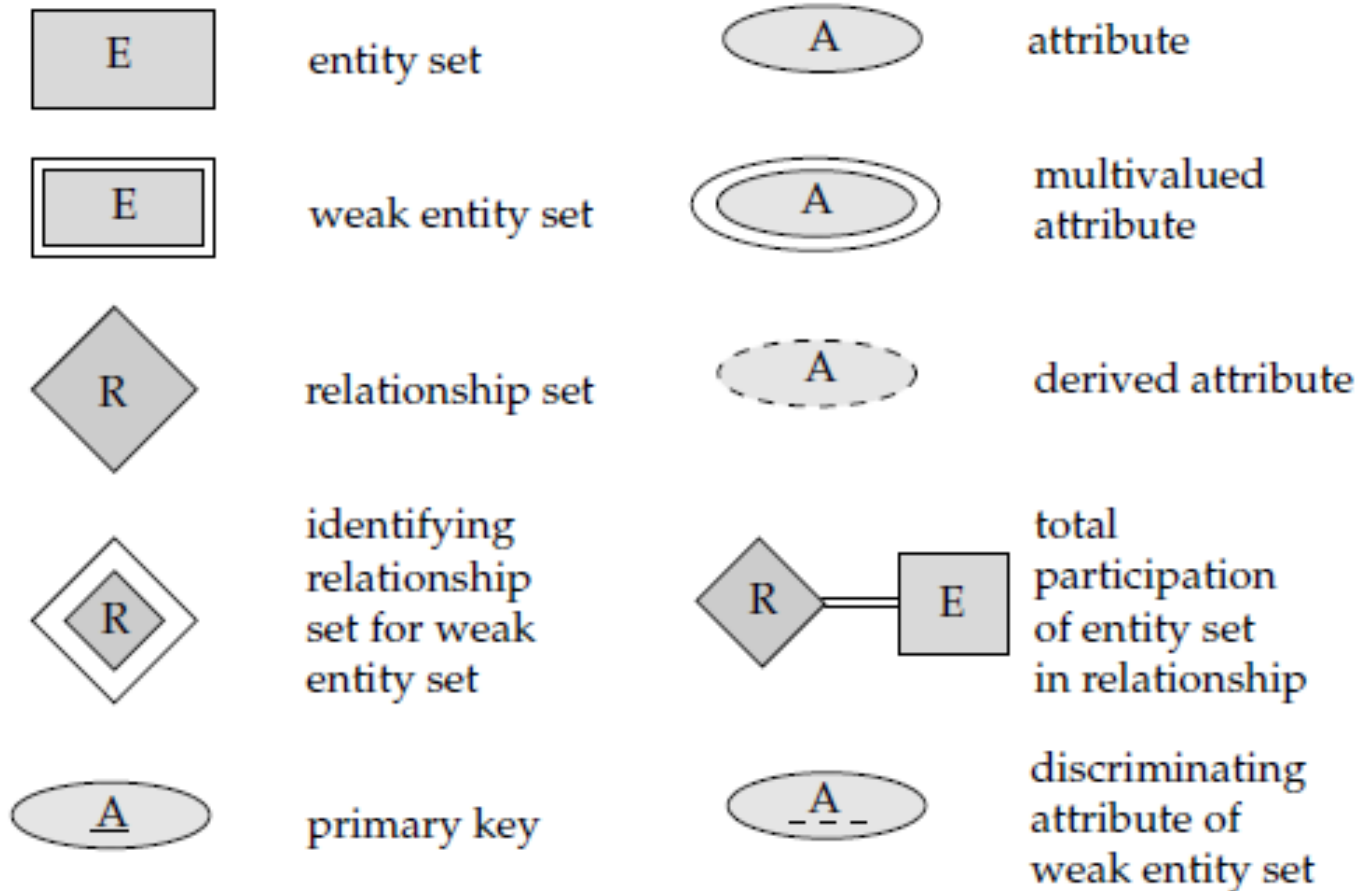 E
entity set
A
attribute
E
weak entity set
A
multivalued
attribute
R
relationship set
A
derived attribute
R
identifying
relationship
set for weak
entity set
R
E
total
participation
of entity set
in relationship
A
primary key
A
discriminating
attribute of
weak entity set